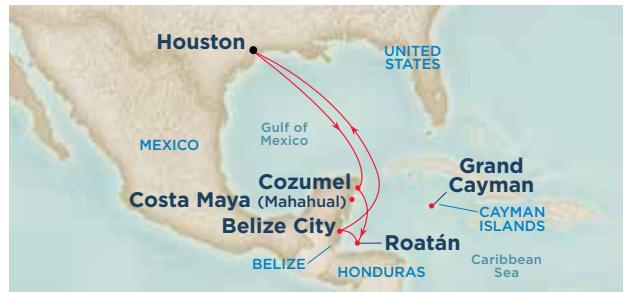 Houston
UNITED
STATES
Gulf of
Mexico
MEXICO
Grand
Cayman
Cozumel
Costa Maya (Mahahual)
CAYMAN
ISLANDS
Belize City
Roatán
BELIZE
HONDURAS
Caribbean
Sea